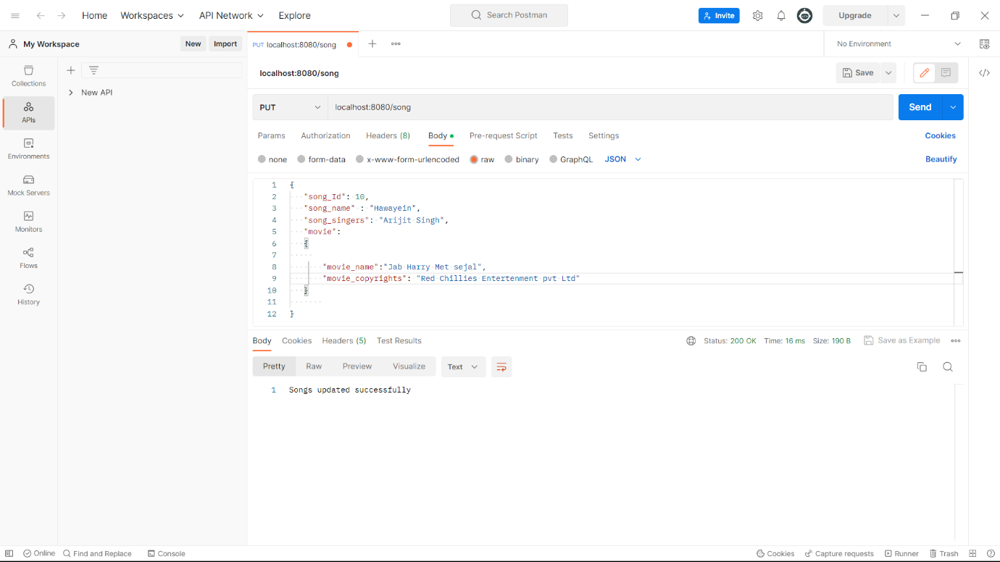 Home
Workspaces
API Network
Explore
Search Postman
Invite
Upgrade
My Workspace
New
Import
PUT localhost:8080/song
No Environment
Collections
APIs
Environments
Mock Servers
Monitors
Flows
History
New API
localhost:8080/song
Save
PUT
localhost:8080/song
Send
Params
Authorization
Headers (8)
Body
Pre-request Script
Tests
Settings
Cookies
none
form-data
x-www-form-urlencoded
raw
binary
GraphQL
JSON
Beautify
1 {
2 "song_Id": 10,
3 "song_name" : "Hawayein",
4 "song_singers": "Arijit Singh",
5 "movie":
6 {
7
8 "movie_name":"Jab Harry Met sejal",
9 "movie_copyrights": "Red Chillies Entertenment pvt Ltd"
10 }
11
12 }
Body
Cookies
Headers (5)
Test Results
Status: 200 OK
Time: 16 ms
Size: 190 B
Save as Example
Pretty
Raw
Preview
Visualize
Text
1 Songs updated successfully
Online
Find and Replace
Console
Cookies
Capture requests
Runner
Trash